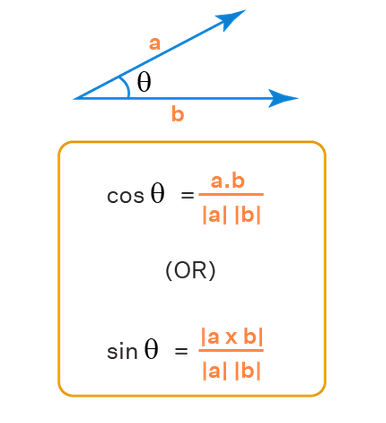 a
θ
b
cos θ = a.b / |a| |b|
(OR)
sin θ = |a x b| / |a| |b|